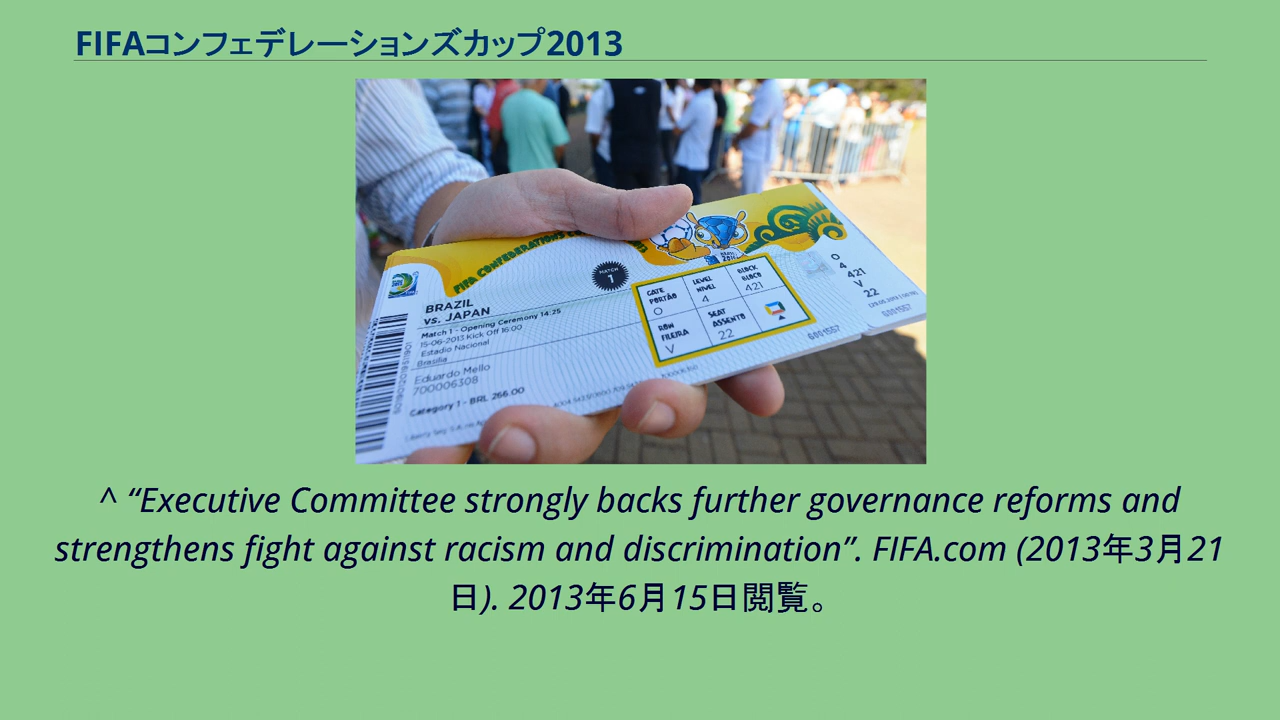 FIFAコンフェデレーションズカップ2013
FIFA CONFEDERATIONS
MATCH
1
BRAZIL
vs. JAPAN
Match 1 - Opening Ceremony 14:25
15-06-2013 Kick Off 16:00
Estadio Nacional
Brasilia
Eduardo Mello
700006308
Category 1 - BRL 266.00
GATE
PORTÃO
O
LEVEL
NIVEL
4
BLOCK
BLOCO
421
ROW
FILEIRA
V
SEAT
ASSENTO
22
O
4
421
V
22
^ “Executive Committee strongly backs further governance reforms and
strengthens fight against racism and discrimination”. FIFA.com (2013年3月21
日). 2013年6月15日閲覧。